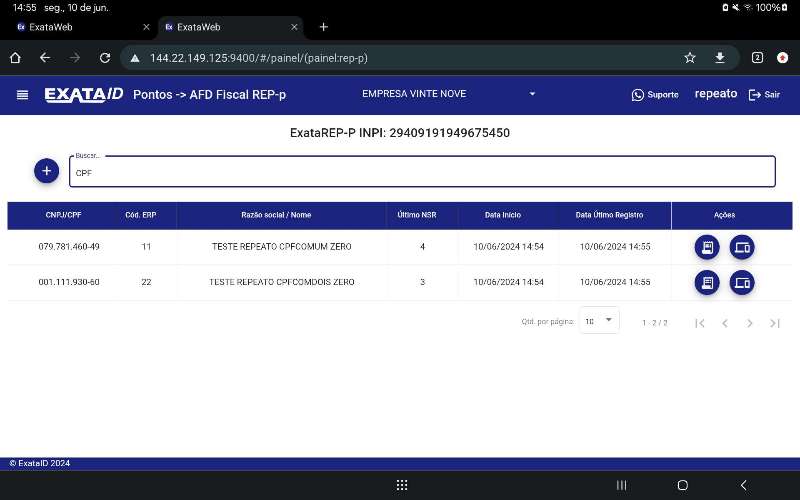 14:55 seg., 10 de jun. 100%
ExataWeb ExataWeb
144.22.149.125:9400/#/painel/(painel:rep-p) 2
EXATAID Pontos -> AFD Fiscal REP-p EMPRESA VINTE NOVE Suporte repeato Sair
ExataREP-P INPI: 29409191949675450
Buscar...
CPF
CNPJ/CPF Cód. ERP Razão social / Nome Último NSR Data Início Data Útimo Registro Ações
079.781.460-49 11 TESTE REPEATO CPFCOMUM ZERO 4 10/06/2024 14:54 10/06/2024 14:55
001.111.930-60 22 TESTE REPEATO CPFCOMDOIS ZERO 3 10/06/2024 14:54 10/06/2024 14:55
Qtd. por página: 10 1 - 2 / 2
© ExataID 2024